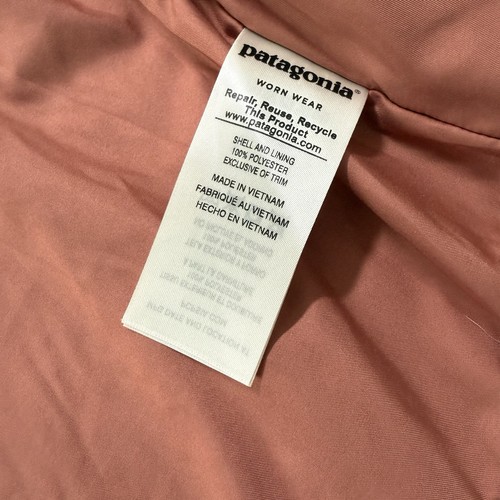 patagonia®
WORN WEAR
Repair, Reuse, Recycle
This Product
www.patagonia.com
SHELL AND LINING
100% POLYESTER
EXCLUSIVE OF TRIM
MADE IN VIETNAM
FABRIQUÉ AU VIETNAM
HECHO EN VIETNAM